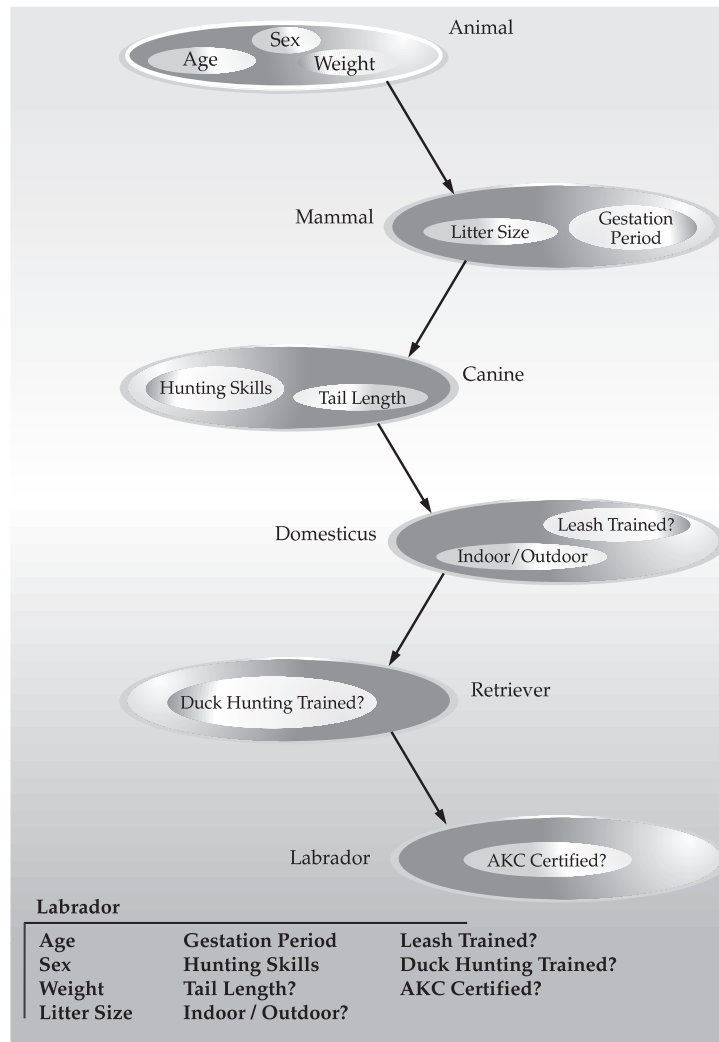 Animal
Sex
Age
Weight
Mammal
Litter Size
Gestation
Period
Canine
Hunting Skills
Tail Length
Domesticus
Leash Trained?
Indoor/Outdoor
Retriever
Duck Hunting Trained?
Labrador
AKC Certified?
Labrador
Age Gestation Period Leash Trained?
Sex Hunting Skills Duck Hunting Trained?
Weight Tail Length? AKC Certified?
Litter Size Indoor / Outdoor?